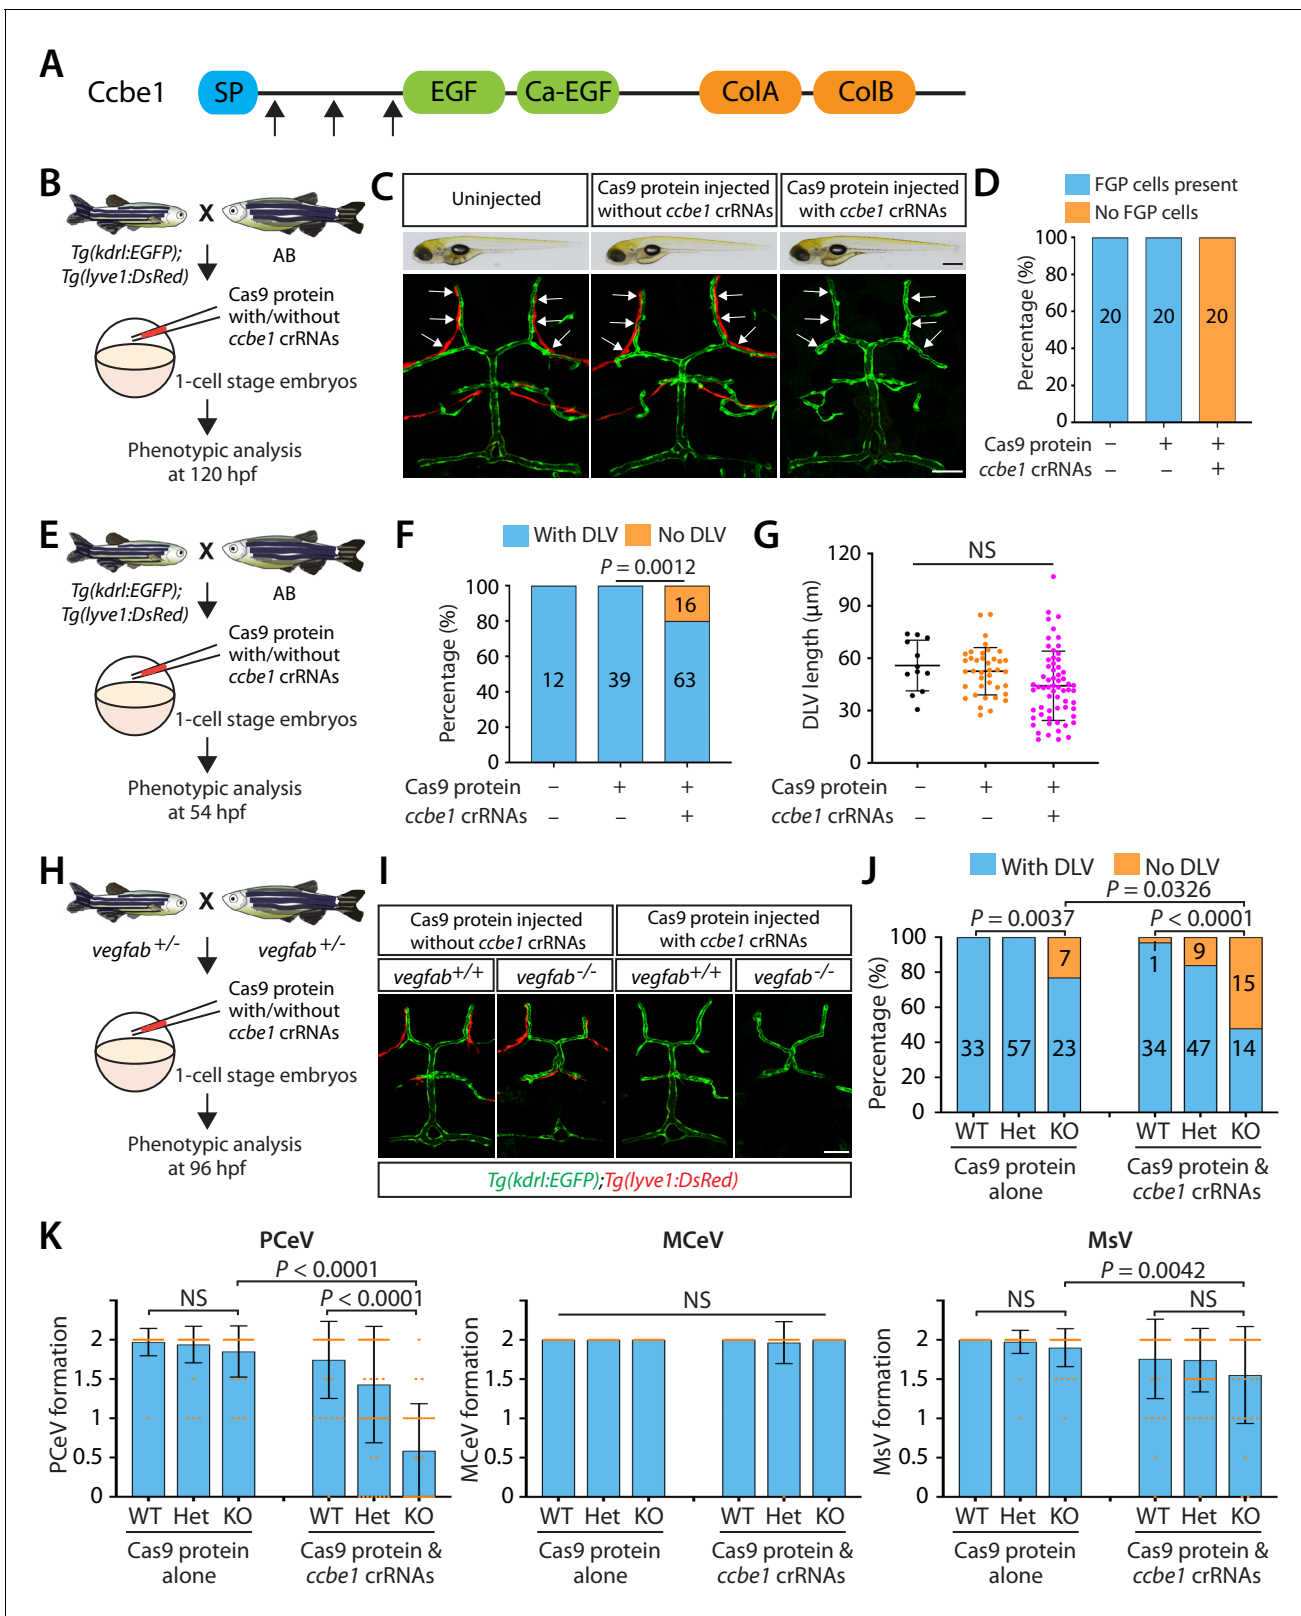 A
Ccbe1
SP
EGF
Ca-EGF
ColA
ColB
B
X
Tg(kdrl:EGFP);
Tg(lyve1:DsRed)
AB
Cas9 protein
with/without
ccbe1 crRNAs
1-cell stage embryos
Phenotypic analysis
at 120 hpf
C
Uninjected
Cas9 protein injected
without ccbe1 crRNAs
Cas9 protein injected
with ccbe1 crRNAs
D
FGP cells present
No FGP cells
Percentage (%)
100
80
60
40
20
0
20
20
20
Cas9 protein – + +
ccbe1 crRNAs – – +
E
X
Tg(kdrl:EGFP);
Tg(lyve1:DsRed)
AB
Cas9 protein
with/without
ccbe1 crRNAs
1-cell stage embryos
Phenotypic analysis
at 54 hpf
F
With DLV
No DLV
P = 0.0012
Percentage (%)
100
80
60
40
20
0
12
39
16
63
Cas9 protein – + +
ccbe1 crRNAs – – +
G
NS
DLV length (µm)
120
90
60
30
0
Cas9 protein – + +
ccbe1 crRNAs – – +
H
X
vegfab+/-
vegfab+/-
Cas9 protein
with/without
ccbe1 crRNAs
1-cell stage embryos
Phenotypic analysis
at 96 hpf
I
Cas9 protein injected
without ccbe1 crRNAs
Cas9 protein injected
with ccbe1 crRNAs
vegfab+/+
vegfab-/-
vegfab+/+
vegfab-/-
Tg(kdrl:EGFP);Tg(lyve1:DsRed)
J
With DLV
No DLV
P = 0.0326
P = 0.0037
P < 0.0001
Percentage (%)
100
80
60
40
20
0
33
57
7
23
1
34
9
47
15
14
WT Het KO
WT Het KO
Cas9 protein
alone
Cas9 protein &
ccbe1 crRNAs
K
PCeV
P < 0.0001
NS
P < 0.0001
PCeV formation
2
1.5
1
0.5
0
WT Het KO
WT Het KO
Cas9 protein
alone
Cas9 protein &
ccbe1 crRNAs
MCeV
NS
MCeV formation
2
1.5
1
0.5
0
WT Het KO
WT Het KO
Cas9 protein
alone
Cas9 protein &
ccbe1 crRNAs
MsV
P = 0.0042
NS
NS
MsV formation
2
1.5
1
0.5
0
WT Het KO
WT Het KO
Cas9 protein
alone
Cas9 protein &
ccbe1 crRNAs